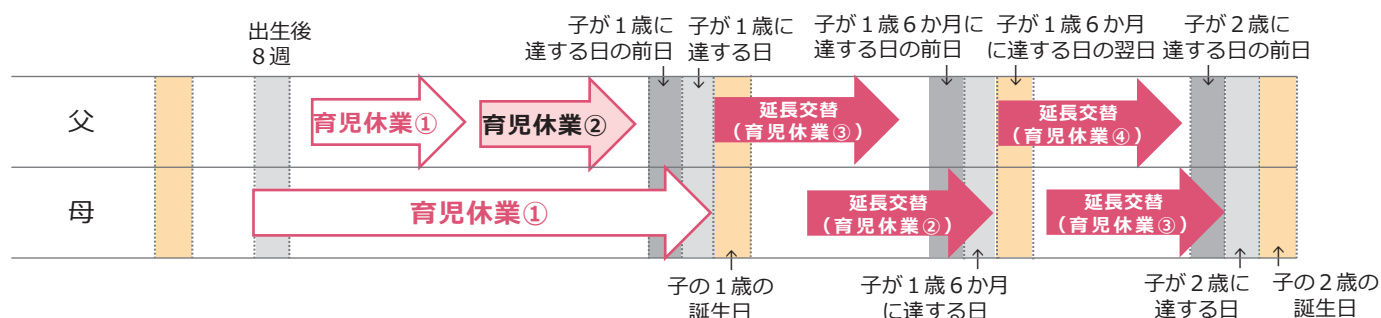 出生後
８週
子が１歳に
達する日の前日
子が１歳に
達する日
子が１歳６か月に
達する日の前日
子が１歳６か月
に達する日の翌日
子が２歳に
達する日の前日
父
育児休業①
育児休業②
延長交替
（育児休業③）
延長交替
（育児休業④）
母
育児休業①
延長交替
（育児休業②）
延長交替
（育児休業③）
子の１歳の
誕生日
子が１歳６か月
に達する日
子が２歳に
達する日
子の２歳の
誕生日